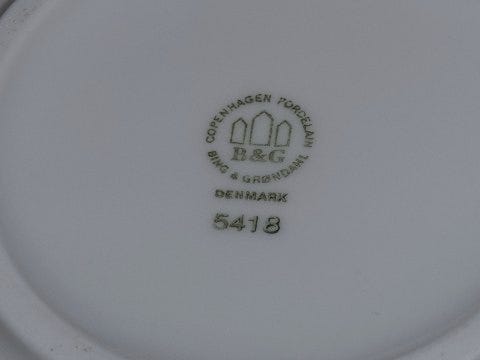 COPENHAGEN PORCELAIN
B&G
BING & GRØNDAHL
DENMARK
5418